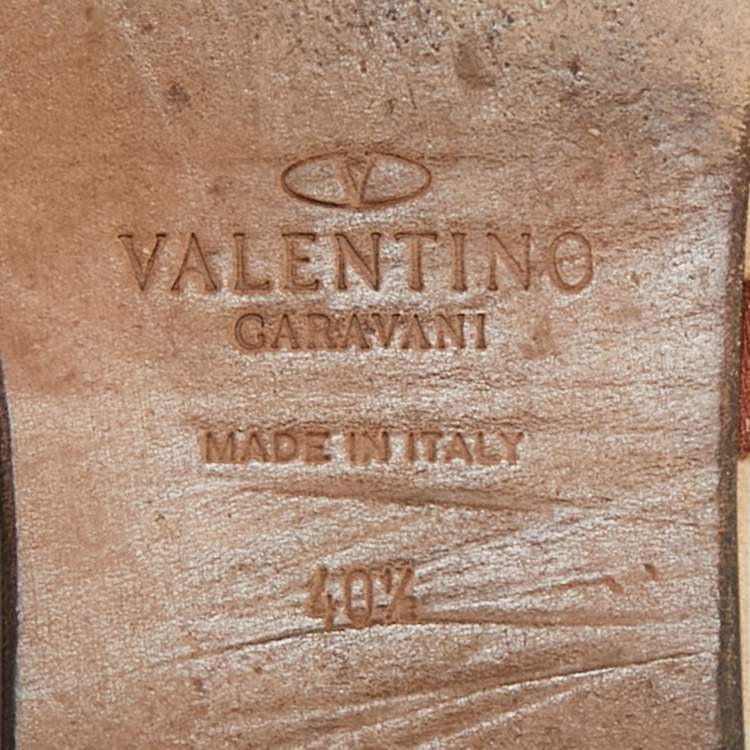 V
VALENTINO
GARAVANI
MADE IN ITALY
40½